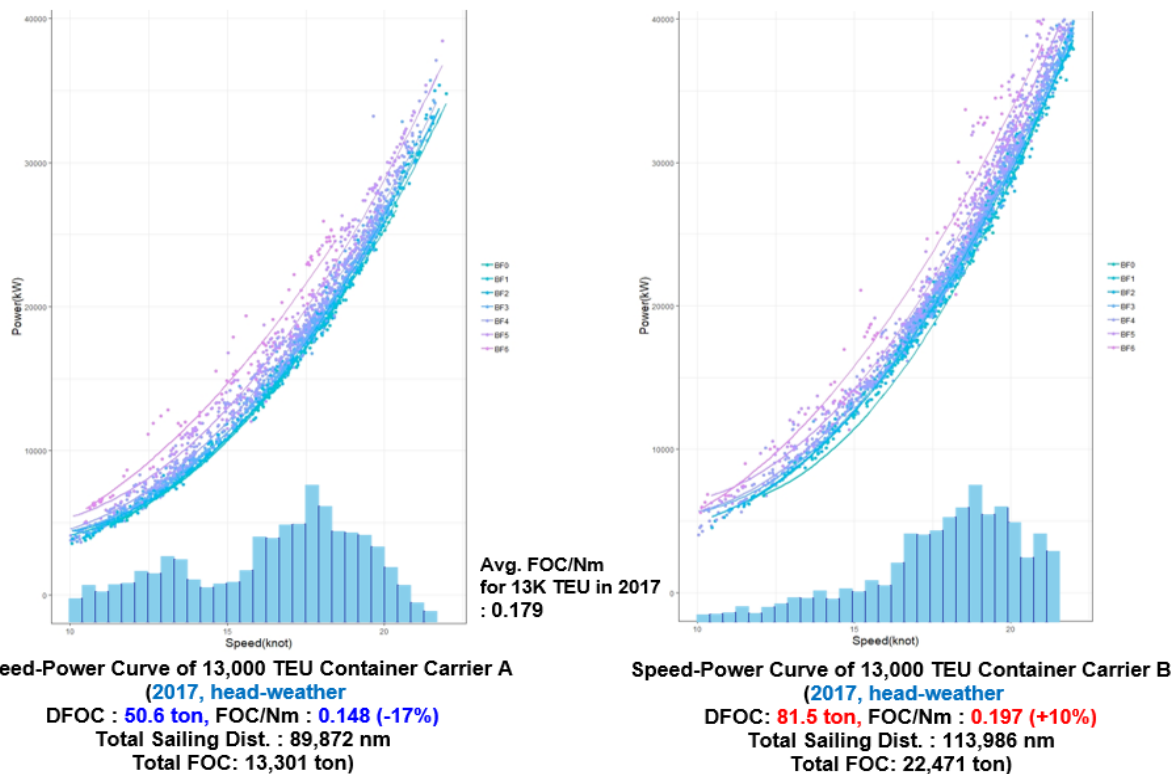 40000
30000
20000
10000
0
Power(kW)
10
15
20
Speed(knot)
BF0
BF1
BF2
BF3
BF4
BF5
BF6
Avg. FOC/Nm
for 13K TEU in 2017
: 0.179
eed-Power Curve of 13,000 TEU Container Carrier A
(2017, head-weather
DFOC : 50.6 ton, FOC/Nm : 0.148 (-17%)
Total Sailing Dist. : 89,872 nm
Total FOC: 13,301 ton)
40000
30000
20000
10000
0
Power(kW)
10
15
20
Speed(knot)
BF0
BF1
BF2
BF3
BF4
BF5
BF6
Speed-Power Curve of 13,000 TEU Container Carrier B
(2017, head-weather
DFOC: 81.5 ton, FOC/Nm : 0.197 (+10%)
Total Sailing Dist. : 113,986 nm
Total FOC: 22,471 ton)